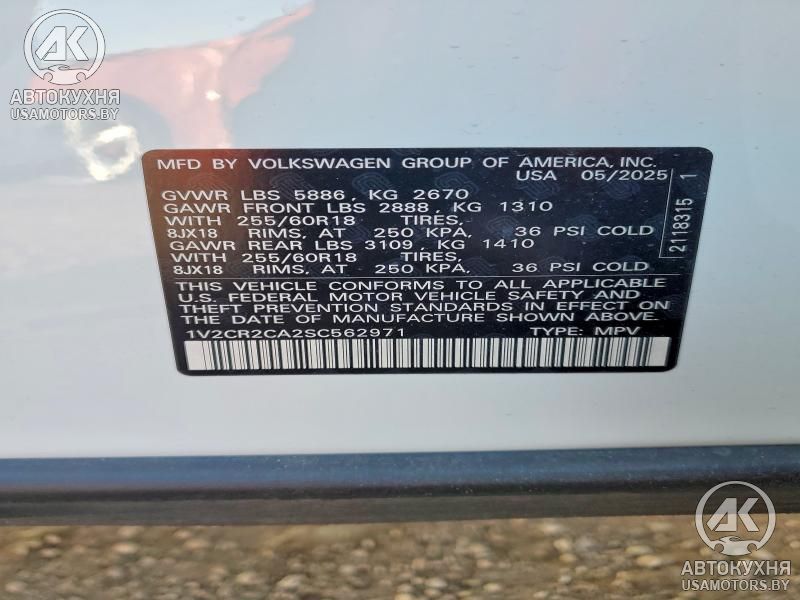 АК
АВТОКУХНЯ
USAMOTORS.BY
MFD BY VOLKSWAGEN GROUP OF AMERICA, INC.
USA 05/2025
GVWR LBS 5886, KG 2670
GAWR FRONT LBS 2888, KG 1310
WITH 255/60R18 TIRES,
8JX18 RIMS, AT 250 KPA, 36 PSI COLD
GAWR REAR LBS 3109, KG 1410
WITH 255/60R18 TIRES,
8JX18 RIMS, AT 250 KPA, 36 PSI COLD
THIS VEHICLE CONFORMS TO ALL APPLICABLE
U.S. FEDERAL MOTOR VEHICLE SAFETY AND
THEFT PREVENTION STANDARDS IN EFFECT ON
THE DATE OF MANUFACTURE SHOWN ABOVE.
1V2CR2CA2SC562971 TYPE: MPV
2118315 1
АК
АВТОКУХНЯ
USAMOTORS.BY